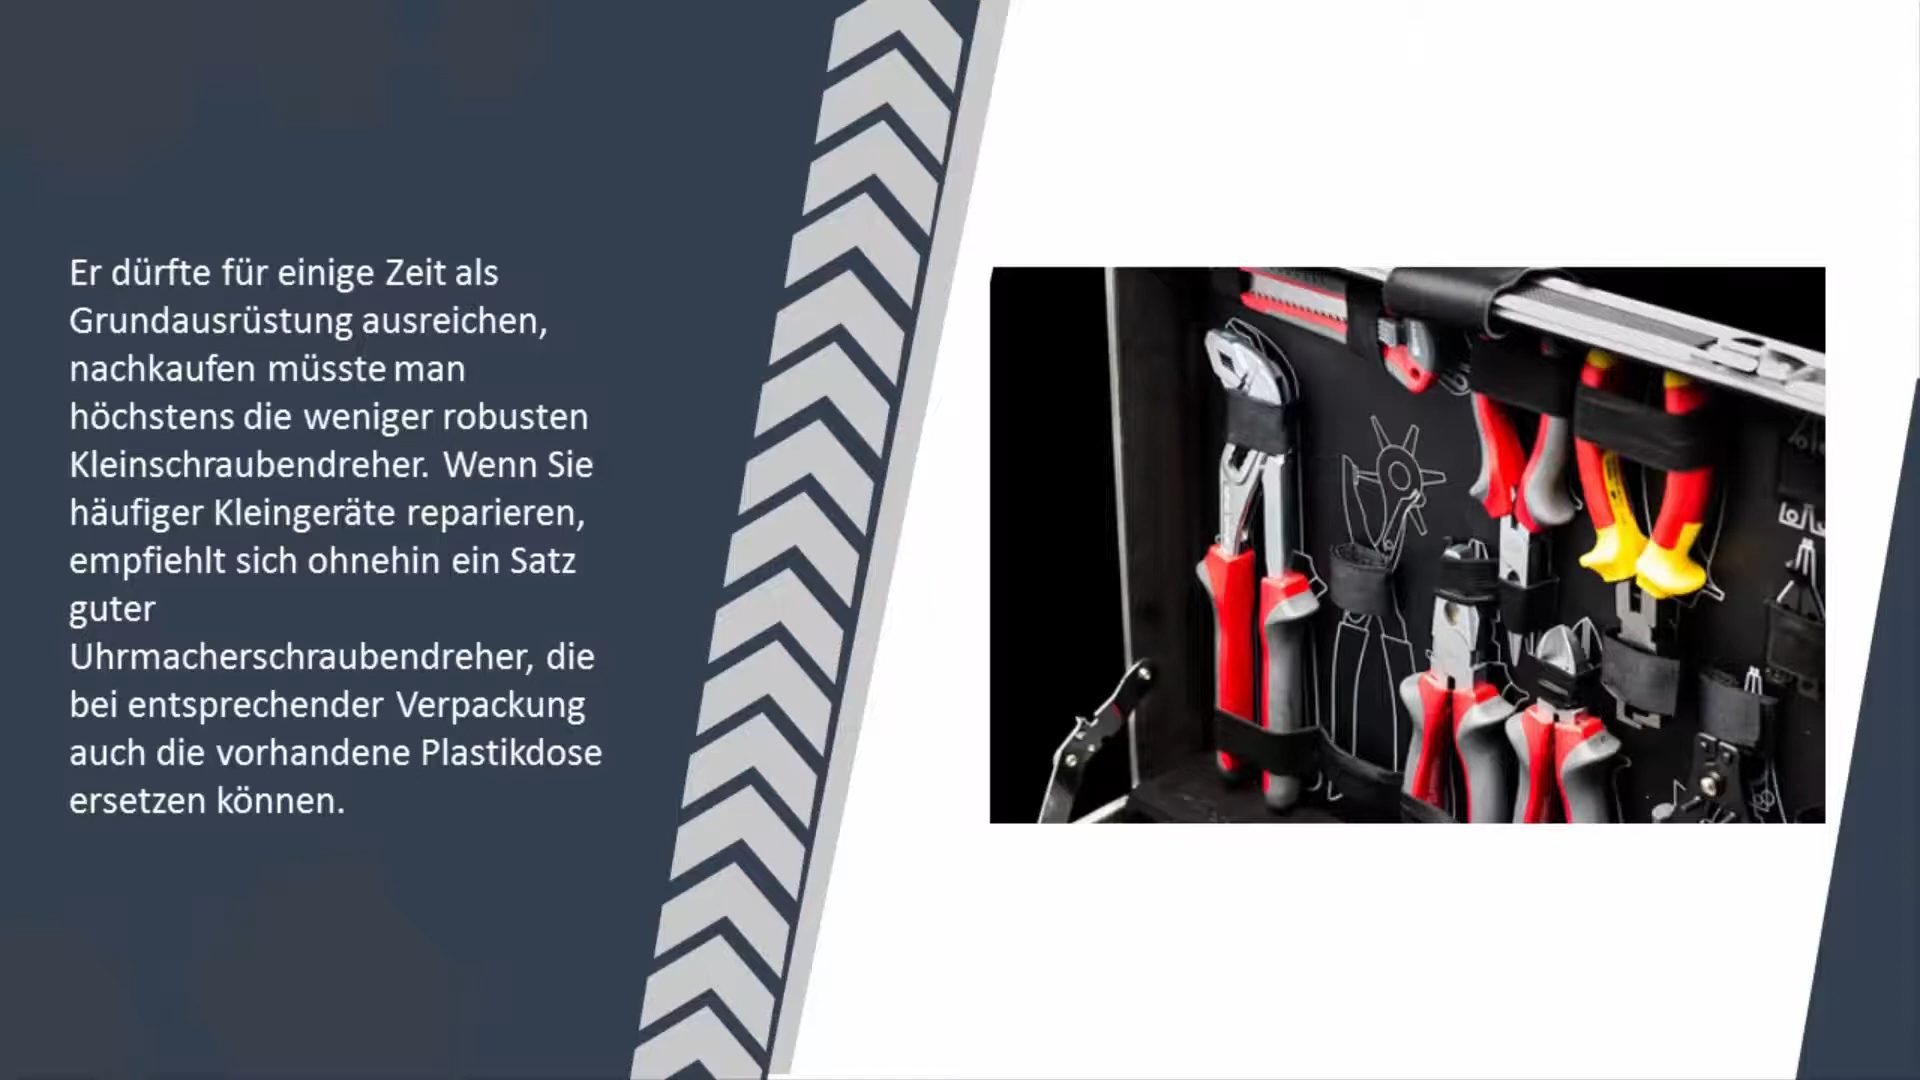 Er dürfte für einige Zeit als
Grundausrüstung ausreichen,
nachkaufen müsste man
höchstens die weniger robusten
Kleinschraubendreher. Wenn Sie
häufiger Kleingeräte reparieren,
empfiehlt sich ohnehin ein Satz
guter
Uhrmacherschraubendreher, die
bei entsprechender Verpackung
auch die vorhandene Plastikdose
ersetzen können.